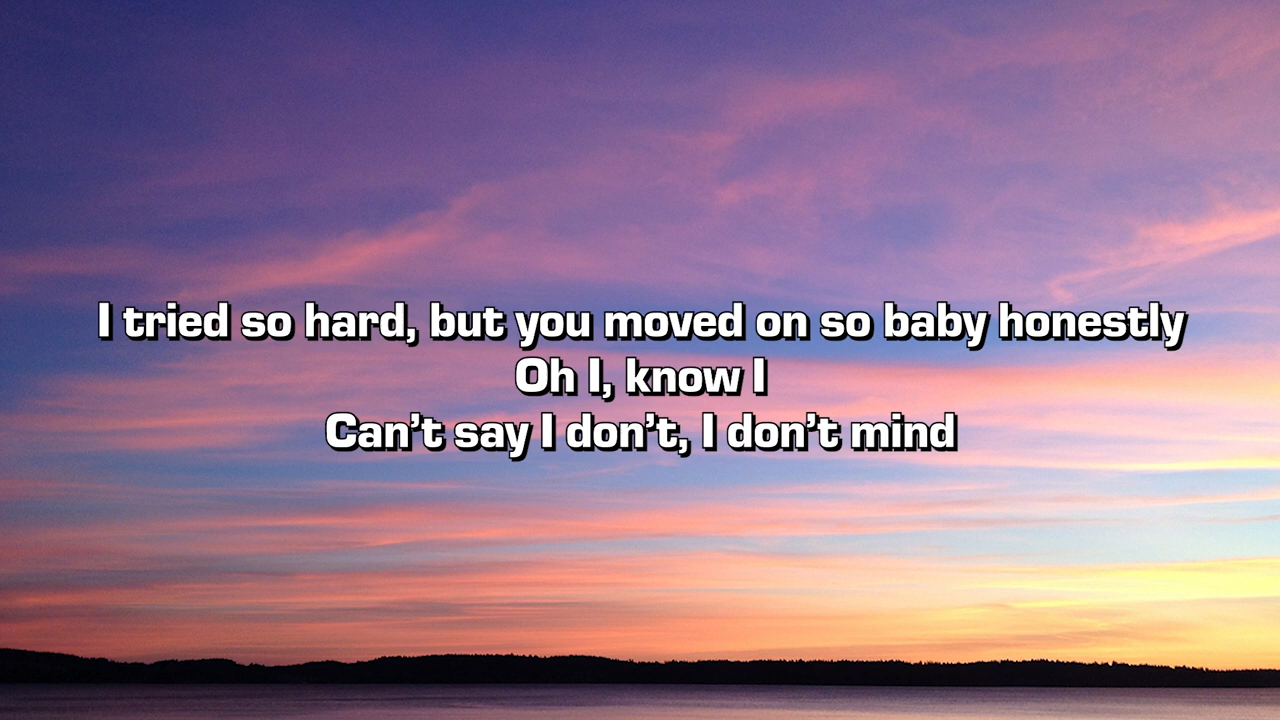 I tried so hard, but you moved on so baby honestly
Oh I, know I
Can’t say I don’t, I don’t mind